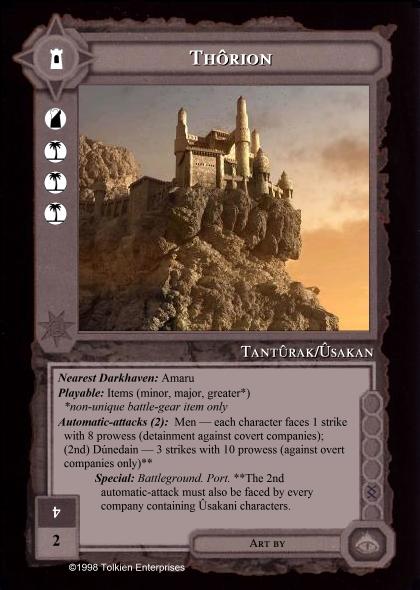 THÔRION
TANTÛRAK/ÛSAKAN
Nearest Darkhaven: Amaru
Playable: Items (minor, major, greater*)
*non-unique battle-gear item only
Automatic-attacks (2): Men — each character faces 1 strike
with 8 prowess (detainment against covert companies);
(2nd) Dúnedain — 3 strikes with 10 prowess (against overt
companies only)**
Special: Battleground. Port. **The 2nd
automatic-attack must also be faced by every
company containing Ûsakani characters.
4
2
ART BY
©1998 Tolkien Enterprises